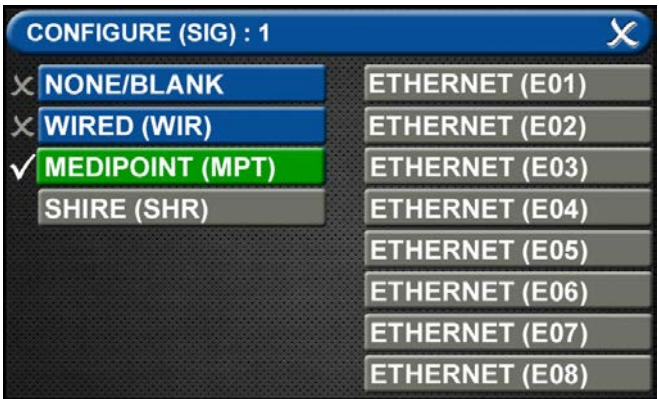 CONFIGURE (SIG) : 1
NONE/BLANK
WIRED (WIR)
MEDIPOINT (MPT)
SHIRE (SHR)
ETHERNET (E01)
ETHERNET (E02)
ETHERNET (E03)
ETHERNET (E04)
ETHERNET (E05)
ETHERNET (E06)
ETHERNET (E07)
ETHERNET (E08)